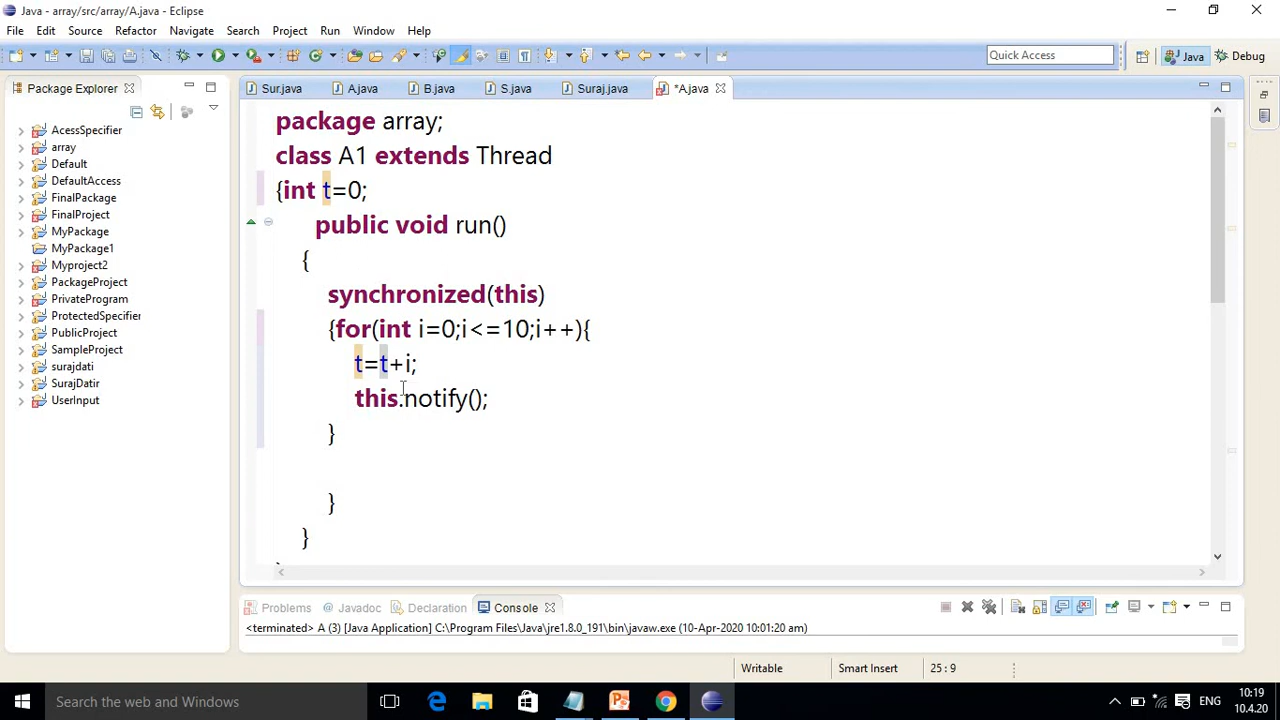 Java - array/src/array/A.java - Eclipse
File Edit Source Refactor Navigate Search Project Run Window Help
Quick Access Java Debug
Package Explorer
Sur.java A.java B.java S.java Suraj.java *A.java
AcessSpecifier
array
Default
DefaultAccess
FinalPackage
FinalProject
MyPackage
MyPackage1
Myproject2
PackageProject
PrivateProgram
ProtectedSpecifier
PublicProject
SampleProject
surajdati
SurajDatir
UserInput
package array;
class A1 extends Thread
{int t=0;
public void run()
{
synchronized(this)
{for(int i=0;i<=10;i++){
t=t+i;
this.notify();
}
}
}
Problems @ Javadoc Declaration Console
<terminated> A (3) [Java Application] C:\Program Files\Java\jre1.8.0_191\bin\javaw.exe (10-Apr-2020 10:01:20 am)
Writable Smart Insert 25 : 9
Search the web and Windows
ENG
10:19
10.4.20